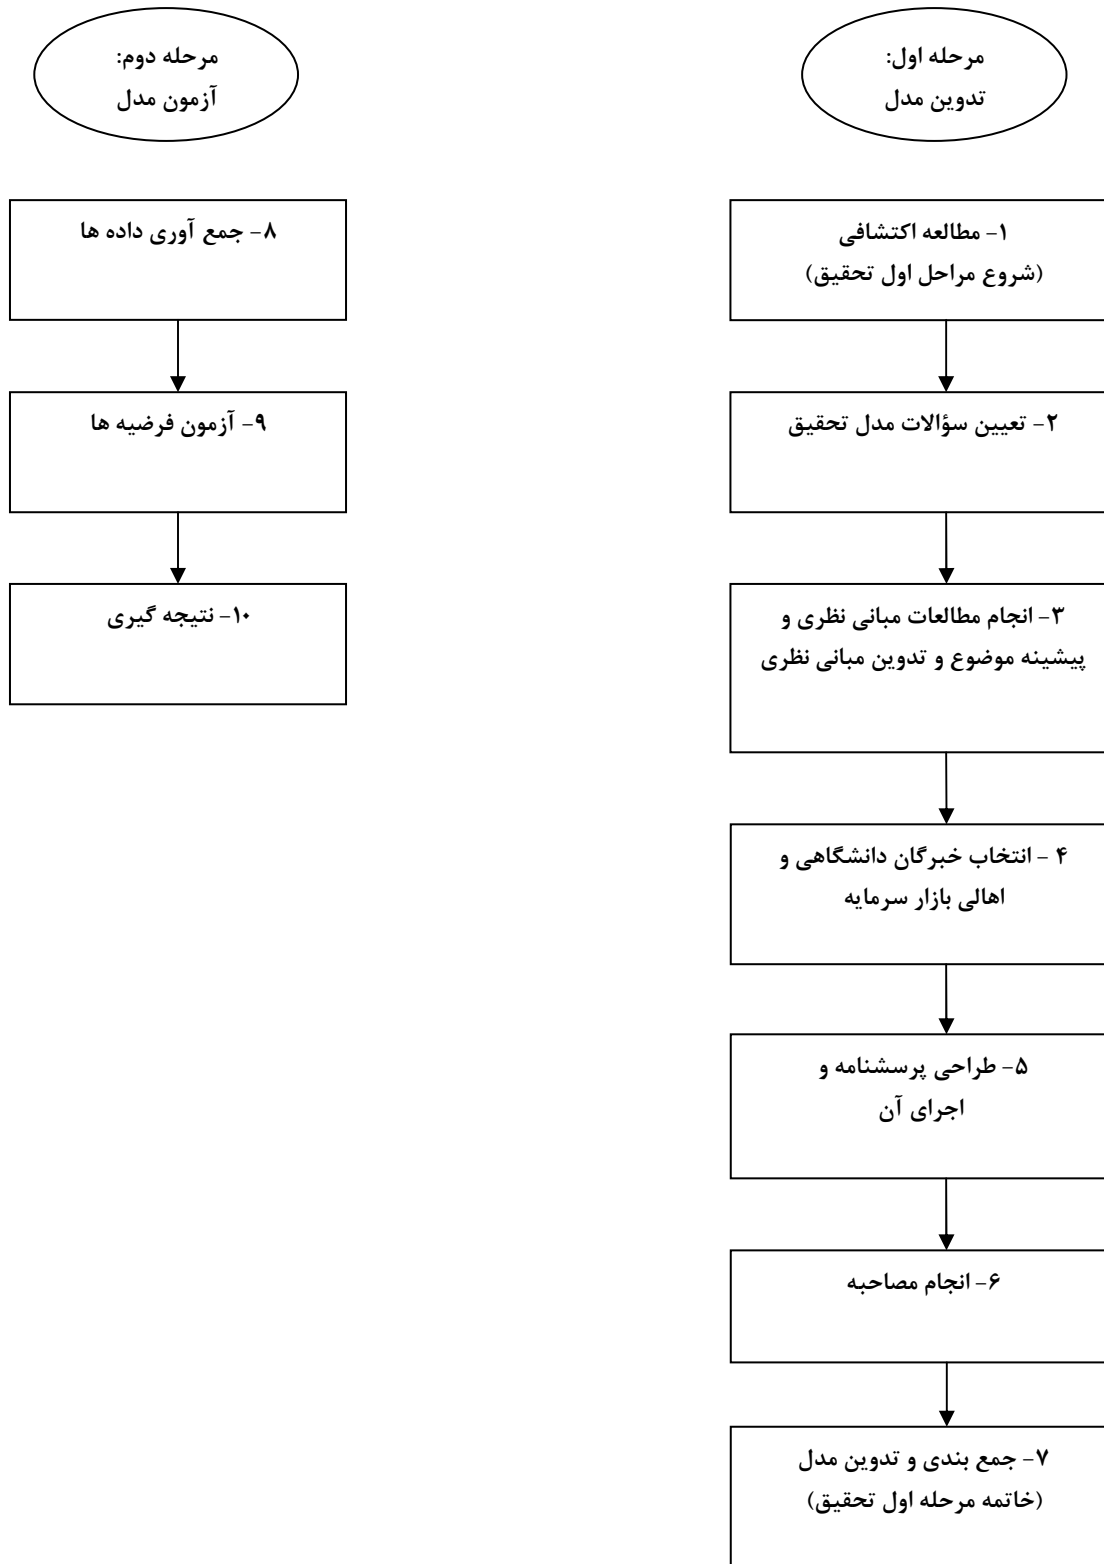 مرحله اول:
تدوین مدل
۱- مطالعه اکتشافی
(شروع مراحل اول تحقیق)
۲- تعیین سؤالات مدل تحقیق
۳- انجام مطالعات مبانی نظری و
پیشینه موضوع و تدوین مبانی نظری
۴ - انتخاب خبرگان دانشگاهی و
اهالی بازار سرمایه
۵- طراحی پرسشنامه و
اجرای آن
۶- انجام مصاحبه
۷- جمع بندی و تدوین مدل
(خاتمه مرحله اول تحقیق)
مرحله دوم:
آزمون مدل
۸- جمع آوری داده ها
۹- آزمون فرضیه ها
۱۰- نتیجه گیری